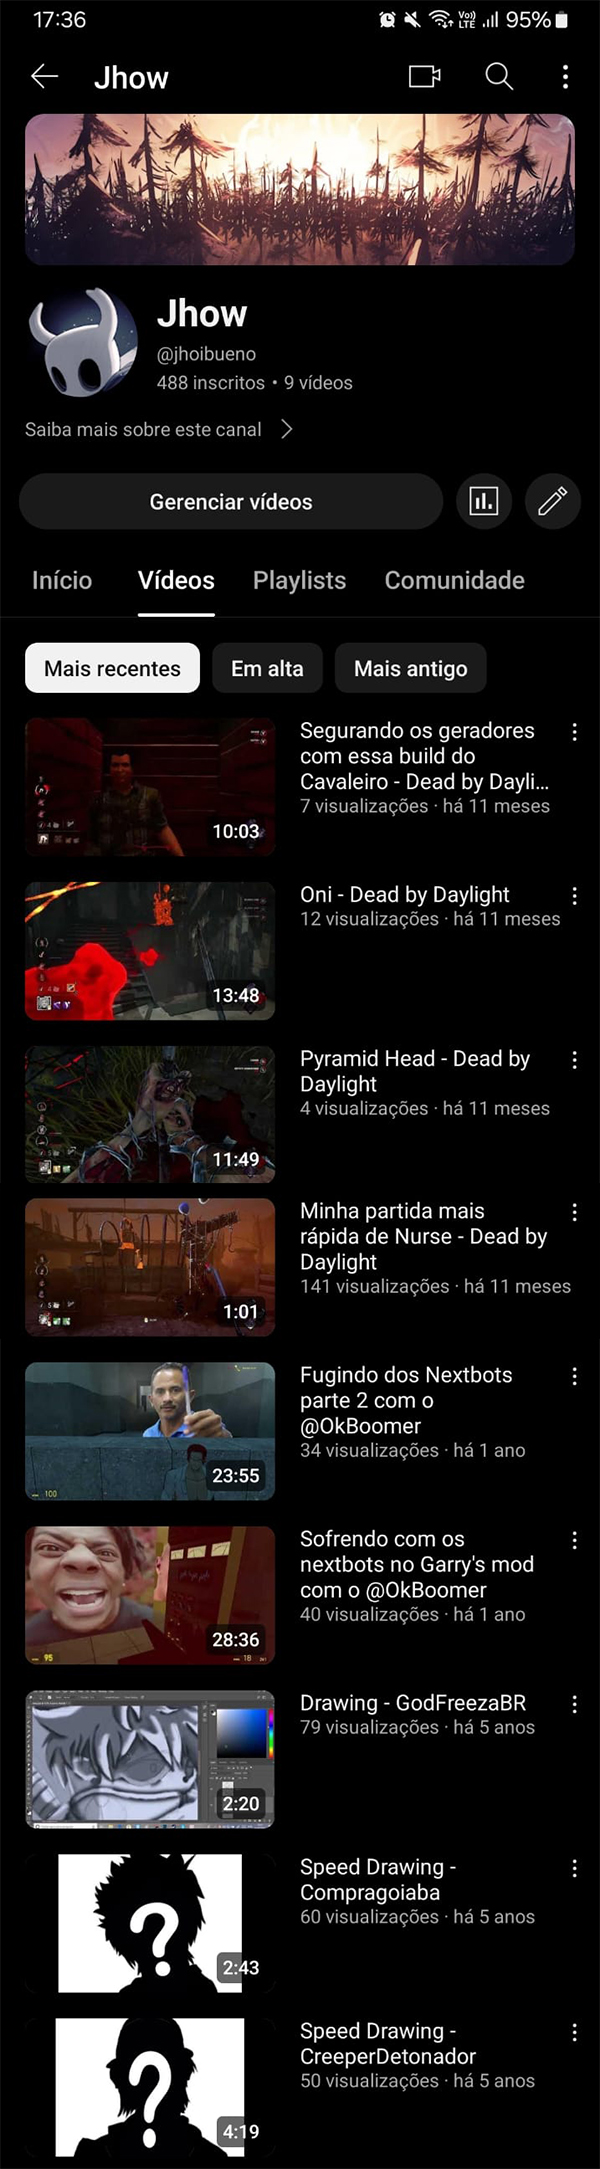 17:36
Vo))
LTE
95%
Jhow
Jhow
@jhoibueno
488 inscritos • 9 vídeos
Saiba mais sobre este canal
Gerenciar vídeos
Início Vídeos Playlists Comunidade
Mais recentes Em alta Mais antigo
Segurando os geradores
com essa build do
Cavaleiro - Dead by Dayli...
7 visualizações · há 11 meses
10:03
Oni - Dead by Daylight
12 visualizações · há 11 meses
13:48
Pyramid Head - Dead by
Daylight
4 visualizações · há 11 meses
11:49
Minha partida mais
rápida de Nurse - Dead by
Daylight
141 visualizações · há 11 meses
1:01
Fugindo dos Nextbots
parte 2 com o
@OkBoomer
34 visualizações · há 1 ano
23:55
100
Sofrendo com os
nextbots no Garry's mod
com o @OkBoomer
40 visualizações · há 1 ano
28:36
95
18
Drawing - GodFreezaBR
79 visualizações · há 5 anos
2:20
Speed Drawing -
Compragoiaba
60 visualizações · há 5 anos
?
2:43
Speed Drawing -
CreeperDetonador
50 visualizações · há 5 anos
?
4:19